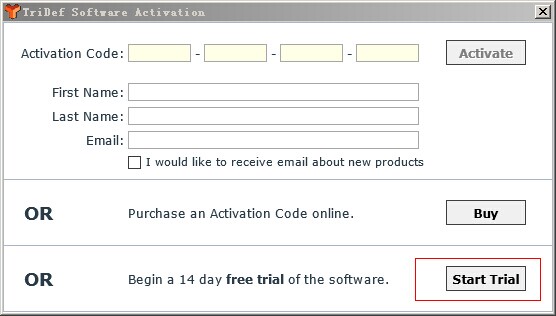 TriDef Software Activation
Activation Code: - - - Activate
First Name:
Last Name:
Email:
I would like to receive email about new products
OR Purchase an Activation Code online. Buy
OR Begin a 14 day free trial of the software. Start Trial